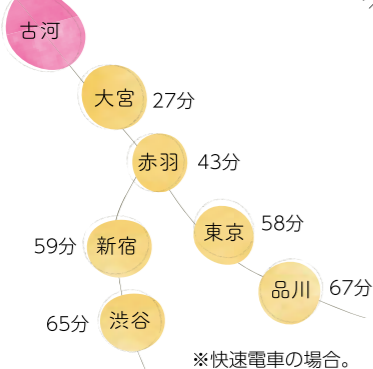 古河
大宮 27分
赤羽 43分
東京 58分
59分 新宿
品川 67分
65分 渋谷
※快速電車の場合。